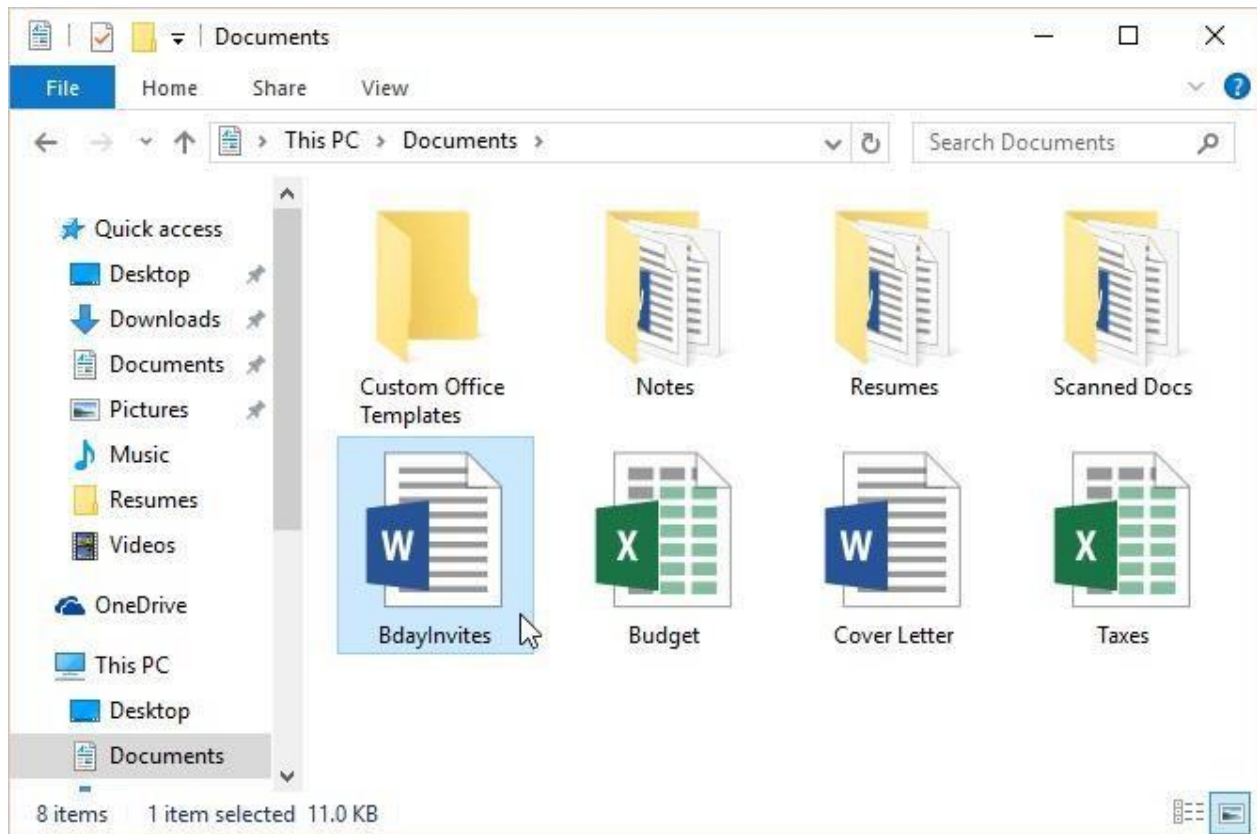 Documents
File Home Share View
This PC Documents Search Documents
Quick access
Desktop
Downloads
Documents
Pictures
Music
Resumes
Videos
OneDrive
This PC
Desktop
Documents
Custom Office
Templates
Notes
Resumes
Scanned Docs
W
BdayInvites
X
Budget
W
Cover Letter
X
Taxes
8 items 1 item selected 11.0 KB